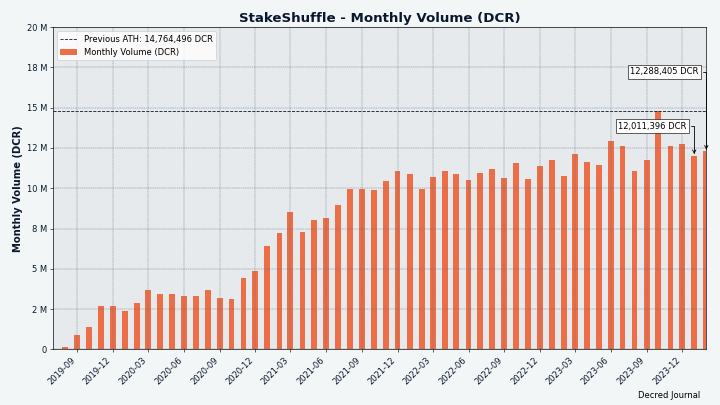 StakeShuffle - Monthly Volume (DCR)
Monthly Volume (DCR)
20 M
18 M
15 M
12 M
10 M
8 M
5 M
2 M
0
Previous ATH: 14,764,496 DCR
Monthly Volume (DCR)
12,288,405 DCR
12,011,396 DCR
2019-09
2019-12
2020-03
2020-06
2020-09
2020-12
2021-03
2021-06
2021-09
2021-12
2022-03
2022-06
2022-09
2022-12
2023-03
2023-06
2023-09
2023-12
Decred Journal